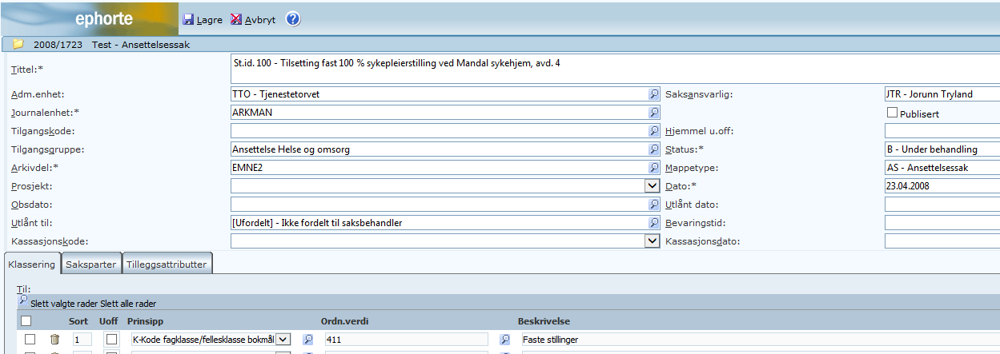 ephorte Lagre Avbryt ?
2008/1723 Test - Ansettelsessak
Tittel:* St.id. 100 - Tilsetting fast 100 % sykepleierstilling ved Mandal sykehjem, avd. 4
Adm.enhet: TTO - Tjenestetorvet Saksansvarlig: JTR - Jorunn Tryland
Journalenhet:* ARKMAN Publisert
Tilgangskode: Hjemmel u.off:
Tilgangsgruppe: Ansettelse Helse og omsorg Status:* B - Under behandling
Arkivdel:* EMNE2 Mappetype: AS - Ansettelsessak
Prosjekt: Dato:* 23.04.2008
Obsdato: Utlånt dato:
Utlånt til: [Ufordelt] - Ikke fordelt til saksbehandler Bevaringstid:
Kassasjonskode: Kassasjonsdato:
Klassering Saksparter Tilleggsattributter
Til:
Slett valgte rader Slett alle rader
Sort Uoff Prinsipp Ordn.verdi Beskrivelse
1 K-Kode fagklasse/fellesklasse bokmål 411 Faste stillinger